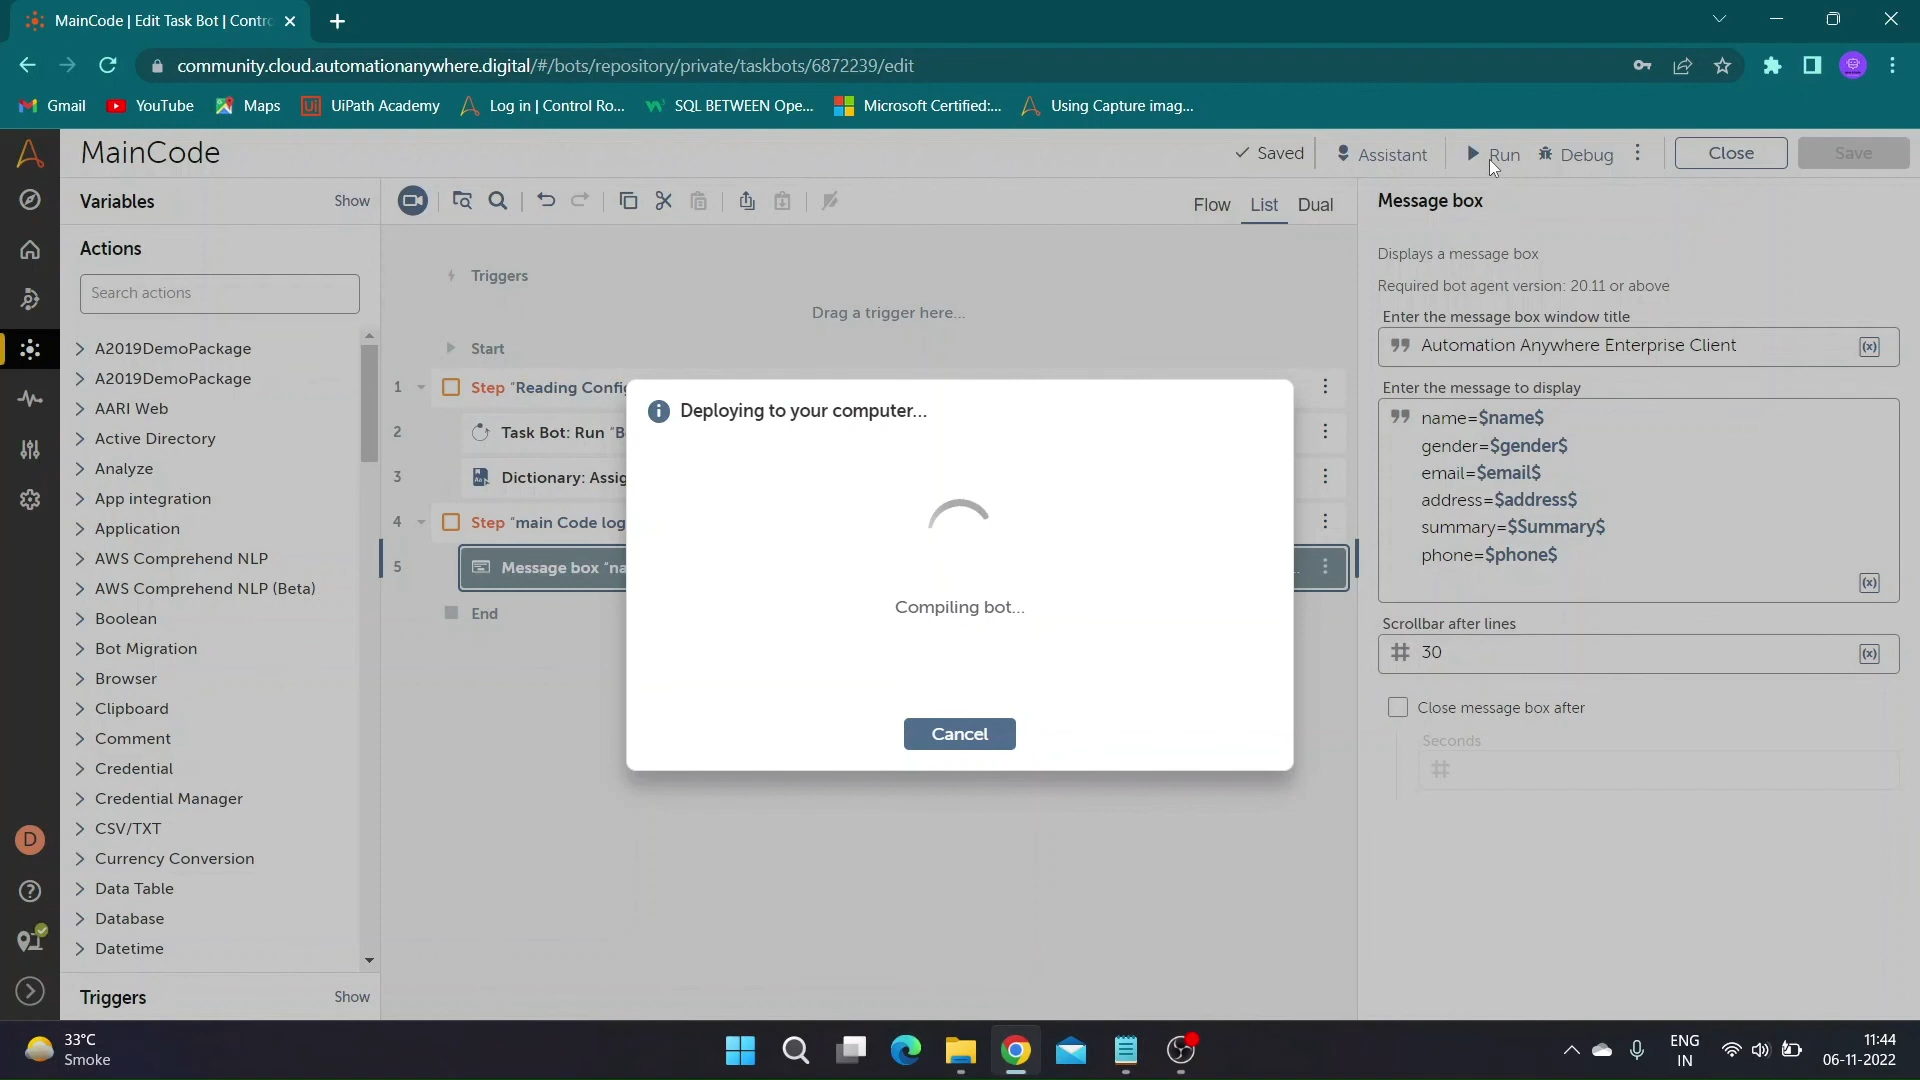 MainCode | Edit Task Bot | Contr
community.cloud.automationanywhere.digital/#/bots/repository/private/taskbots/6872239/edit
Gmail
YouTube
Maps
UiPath Academy
Log in | Control Ro...
SQL BETWEEN Ope...
Microsoft Certified:...
Using Capture imag...
MainCode
Saved
Assistant
Run
Debug
Close
Save
Variables
Show
Flow
List
Dual
Message box
Actions
Search actions
A2019DemoPackage
A2019DemoPackage
AARI Web
Active Directory
Analyze
App integration
Application
AWS Comprehend NLP
AWS Comprehend NLP (Beta)
Boolean
Bot Migration
Browser
Clipboard
Comment
Credential
Credential Manager
CSV/TXT
Currency Conversion
Data Table
Database
Datetime
Triggers
Show
Triggers
Drag a trigger here...
Start
1 Step "Reading Config
2 Task Bot: Run "B
3 Dictionary: Assig
4 Step "main Code log
5 Message box "na
End
Deploying to your computer...
Compiling bot...
Cancel
Displays a message box
Required bot agent version: 20.11 or above
Enter the message box window title
Automation Anywhere Enterprise Client
(x)
Enter the message to display
name=$name$
gender=$gender$
email=$email$
address=$address$
summary=$Summary$
phone=$phone$
(x)
Scrollbar after lines
30
(x)
Close message box after
Seconds
D
33°C
Smoke
ENG
IN
11:44
06-11-2022